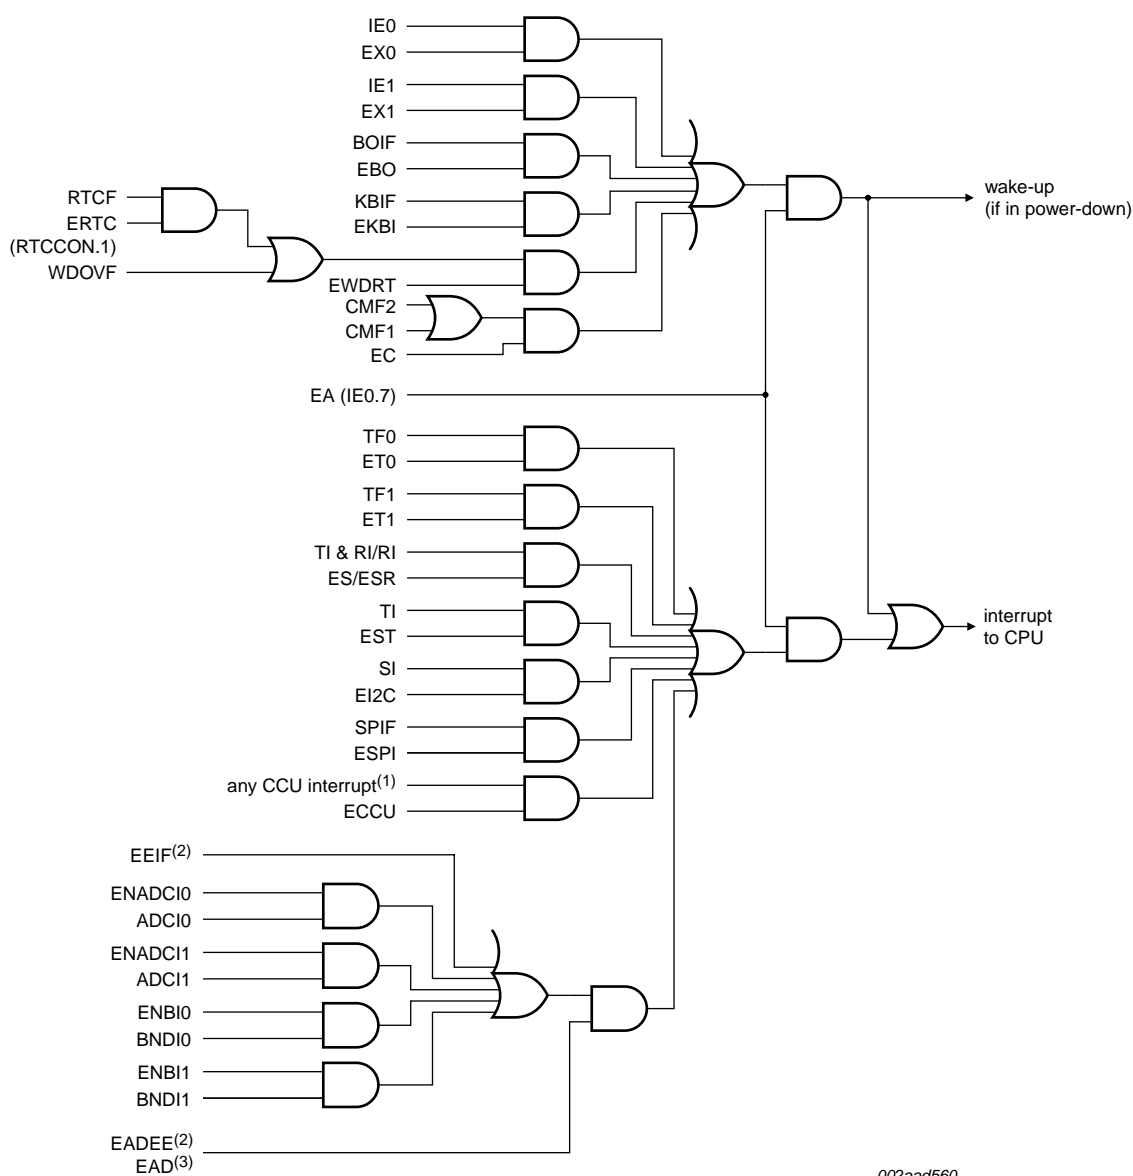 IE0
EX0
IE1
EX1
BOIF
EBO
KBIF
EKBI
RTCF
ERTC
(RTCCON.1)
WDOVF
EWDRT
CMF2
CMF1
EC
wake-up
(if in power-down)
EA (IE0.7)
TF0
ET0
TF1
ET1
TI & RI/RI
ES/ESR
TI
EST
SI
EI2C
SPIF
ESPI
any CCU interrupt(1)
ECCU
interrupt
to CPU
EEIF(2)
ENADCI0
ADCI0
ENADCI1
ADCI1
ENBI0
BNDI0
ENBI1
BNDI1
EADEE(2)
EAD(3)
002aad560